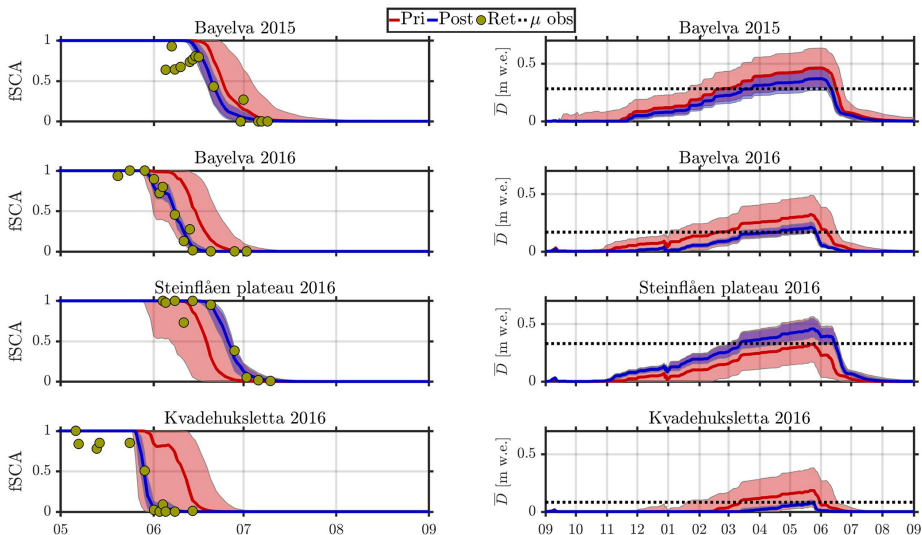 Pri Post Ret μ obs
Bayelva 2015
Bayelva 2015
fSCA
1
0.5
0
D̅ [m w.e.]
0.5
0
Bayelva 2016
Bayelva 2016
fSCA
1
0.5
0
D̅ [m w.e.]
0.5
0
Steinflåen plateau 2016
Steinflåen plateau 2016
fSCA
1
0.5
0
D̅ [m w.e.]
0.5
0
Kvadehuksletta 2016
Kvadehuksletta 2016
fSCA
1
0.5
0
D̅ [m w.e.]
0.5
0
05 06 07 08 09
09 10 11 12 01 02 03 04 05 06 07 08 09